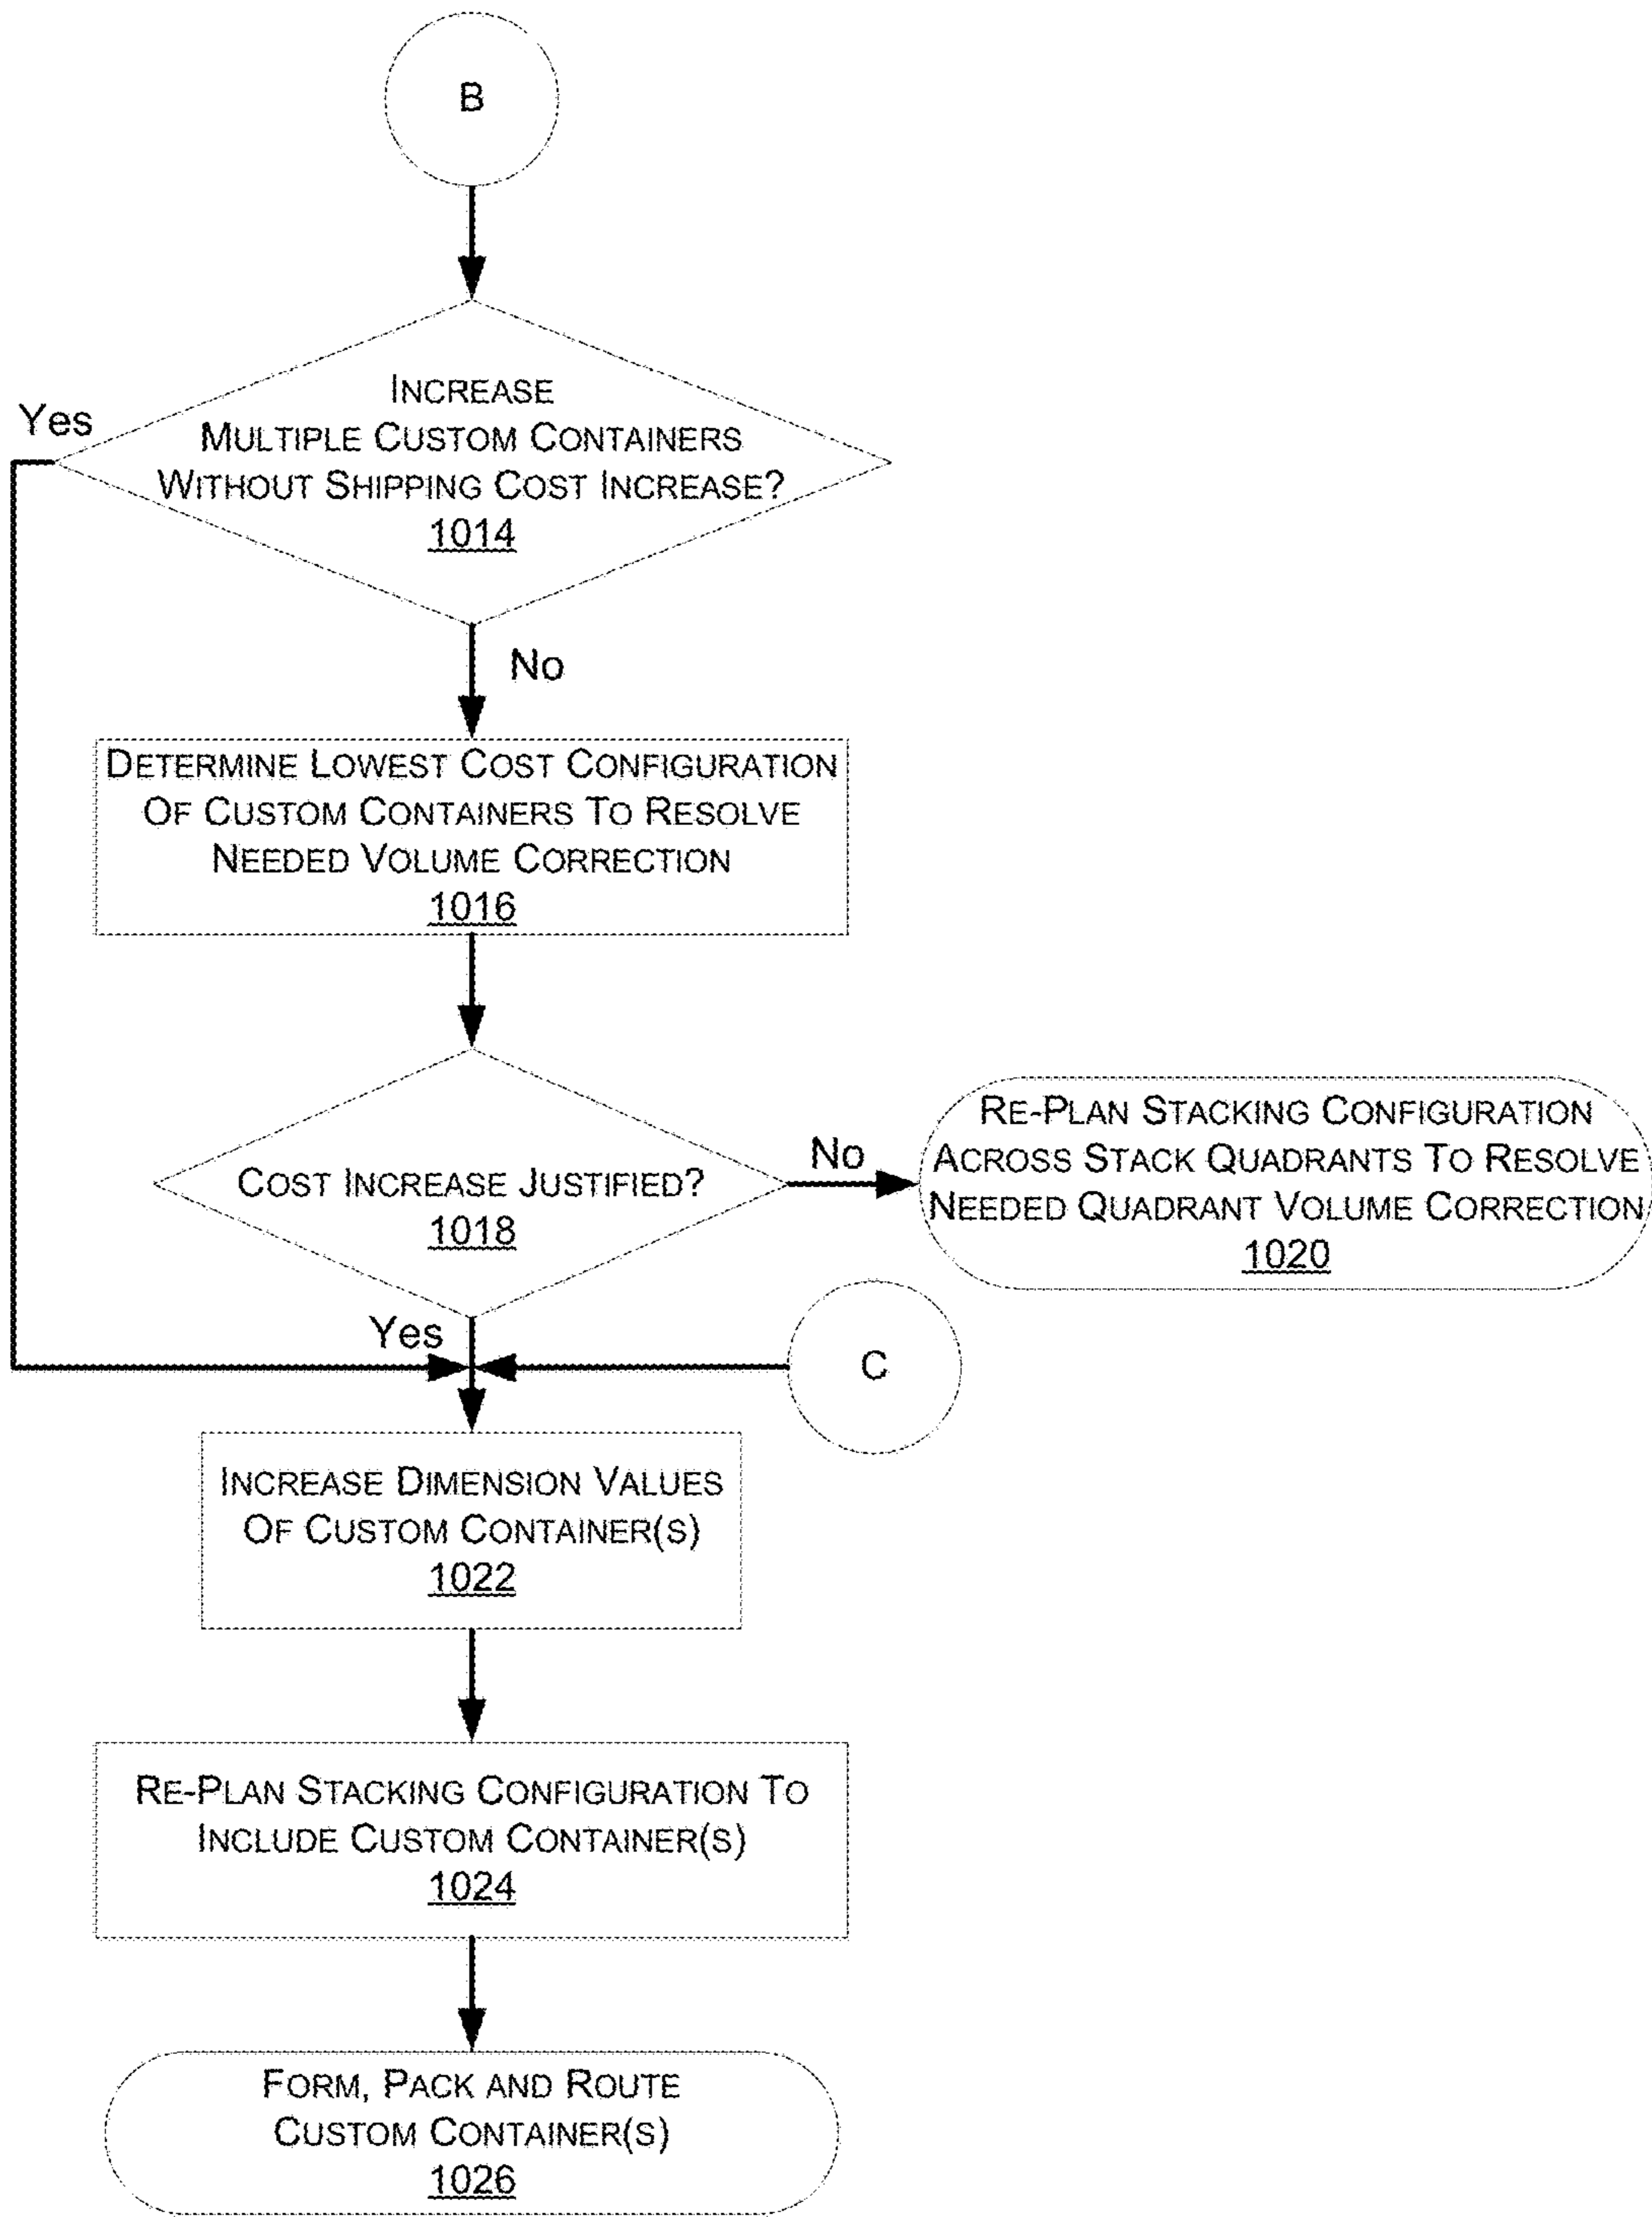 B
Increase
Multiple Custom Containers
Without Shipping Cost Increase?
1014
Yes
No
Determine Lowest Cost Configuration
Of Custom Containers To Resolve
Needed Volume Correction
1016
Cost Increase Justified?
1018
No
Re-Plan Stacking Configuration
Across Stack Quadrants To Resolve
Needed Quadrant Volume Correction
1020
Yes
C
Increase Dimension Values
Of Custom Container(s)
1022
Re-Plan Stacking Configuration To
Include Custom Container(s)
1024
Form, Pack and Route
Custom Container(s)
1026